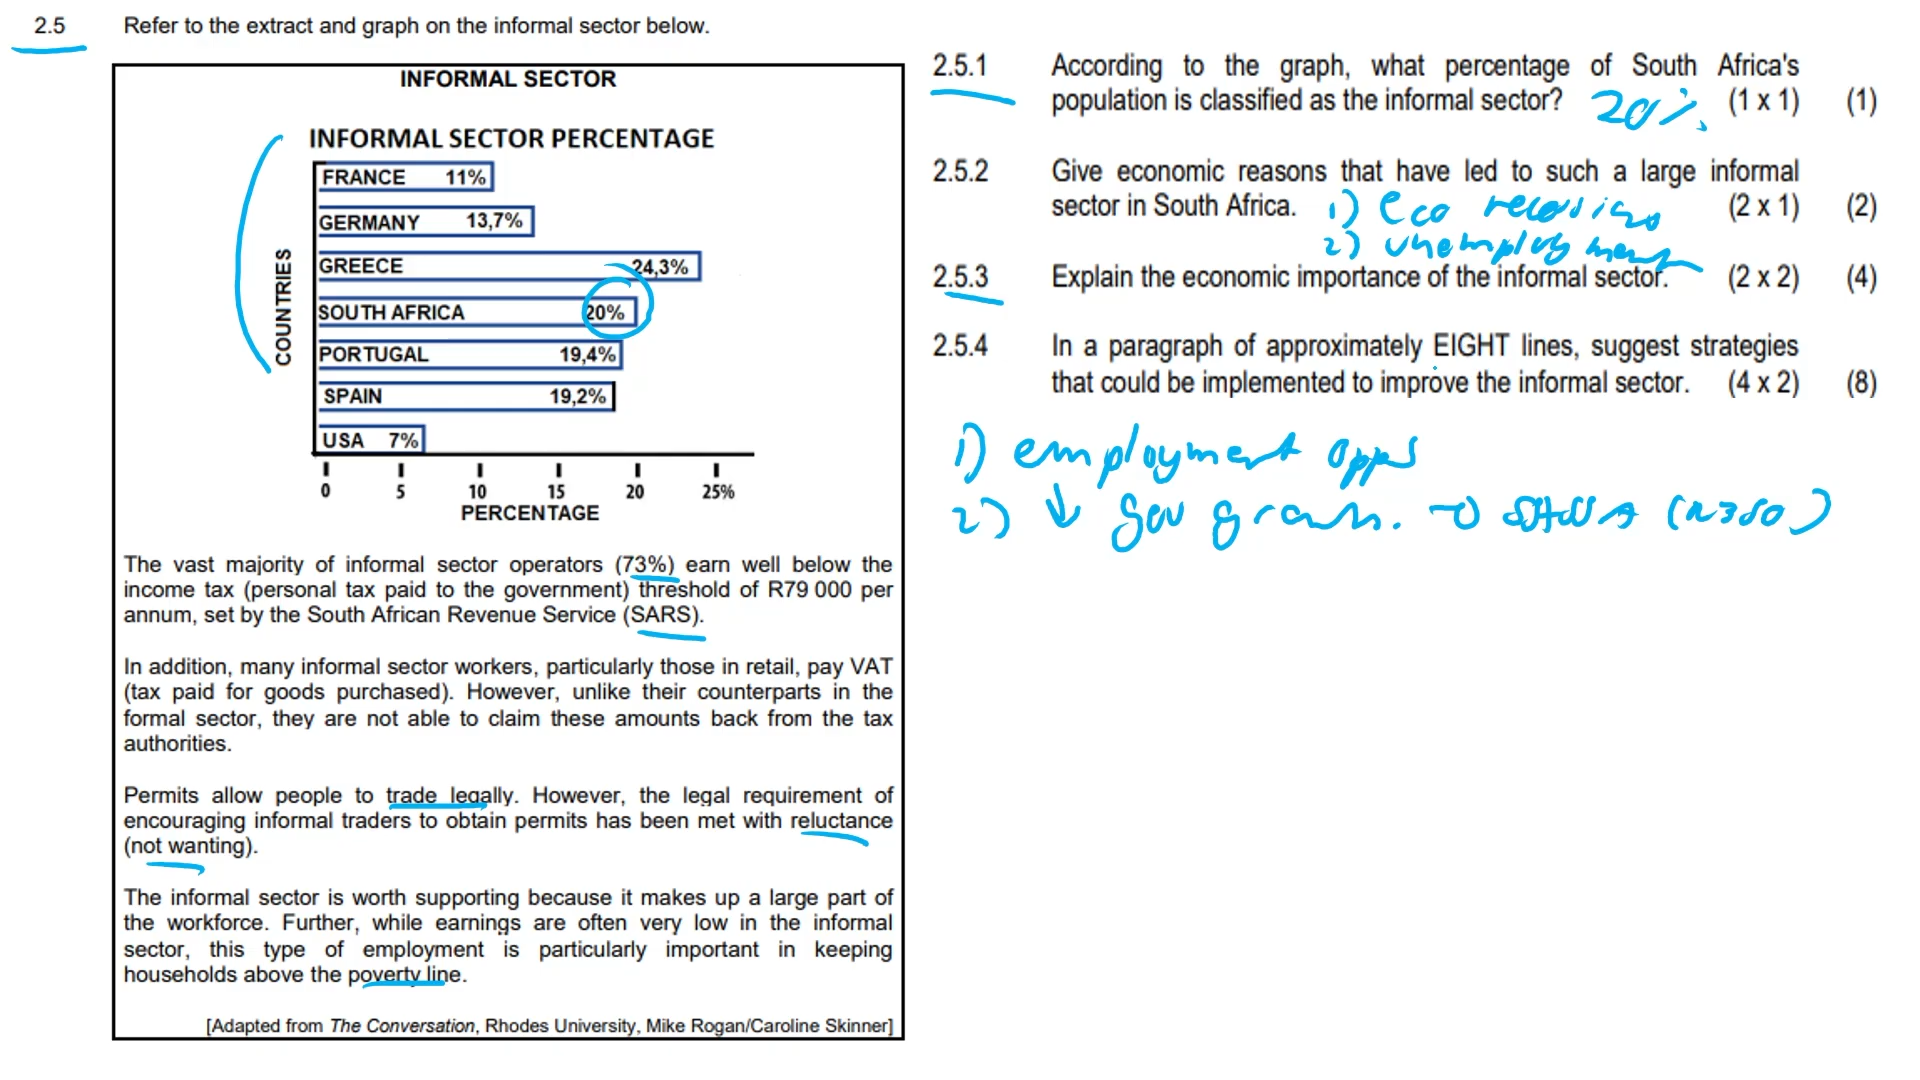 2.5 Refer to the extract and graph on the informal sector below.
INFORMAL SECTOR
INFORMAL SECTOR PERCENTAGE
COUNTRIES
FRANCE 11%
GERMANY 13,7%
GREECE 24,3%
SOUTH AFRICA 20%
PORTUGAL 19,4%
SPAIN 19,2%
USA 7%
0 5 10 15 20 25%
PERCENTAGE
The vast majority of informal sector operators (73%) earn well below the
income tax (personal tax paid to the government) threshold of R79 000 per
annum, set by the South African Revenue Service (SARS).
In addition, many informal sector workers, particularly those in retail, pay VAT
(tax paid for goods purchased). However, unlike their counterparts in the
formal sector, they are not able to claim these amounts back from the tax
authorities.
Permits allow people to trade legally. However, the legal requirement of
encouraging informal traders to obtain permits has been met with reluctance
(not wanting).
The informal sector is worth supporting because it makes up a large part of
the workforce. Further, while earnings are often very low in the informal
sector, this type of employment is particularly important in keeping
households above the poverty line.
[Adapted from The Conversation, Rhodes University, Mike Rogan/Caroline Skinner]
2.5.1 According to the graph, what percentage of South Africa's
population is classified as the informal sector? 20%. (1 x 1) (1)
2.5.2 Give economic reasons that have led to such a large informal
sector in South Africa. 1) eco (2 x 1) (2)
2) unemployment
2.5.3 Explain the economic importance of the informal sector. (2 x 2) (4)
2.5.4 In a paragraph of approximately EIGHT lines, suggest strategies
that could be implemented to improve the informal sector. (4 x 2) (8)
1) employment opps
2) ↓ gov (R350)